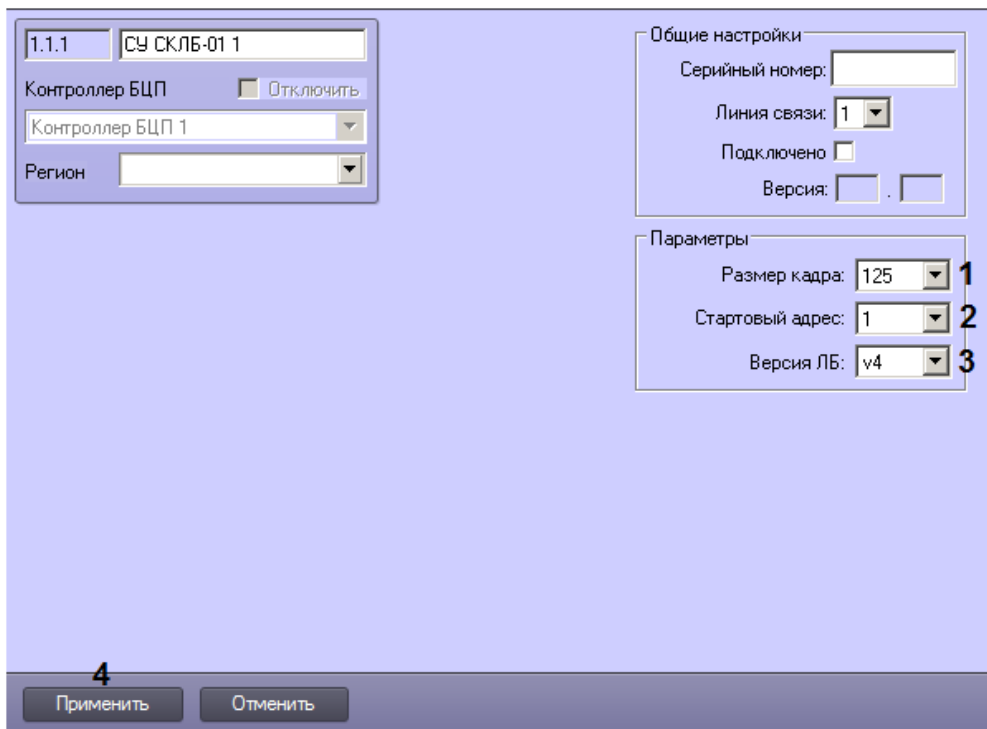 1.1.1 СУ СКЛБ-01 1
Контроллер БЦП Отключить
Контроллер БЦП 1
Регион
Общие настройки
Серийный номер:
Линия связи: 1
Подключено
Версия: .
Параметры
Размер кадра: 125 1
Стартовый адрес: 1 2
Версия ЛБ: v4 3
4
Применить Отменить